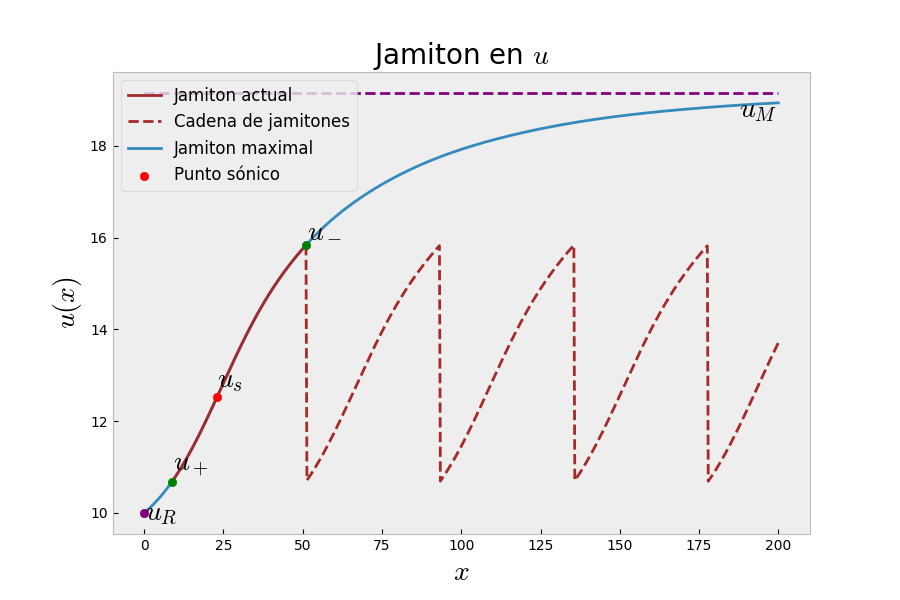 Jamiton en u
Jamiton actual
Cadena de jamitones
Jamiton maximal
Punto sónico
u_M
u_-
u_s
u_+
u_R
u(x)
18
16
14
12
10
0 25 50 75 100 125 150 175 200
x